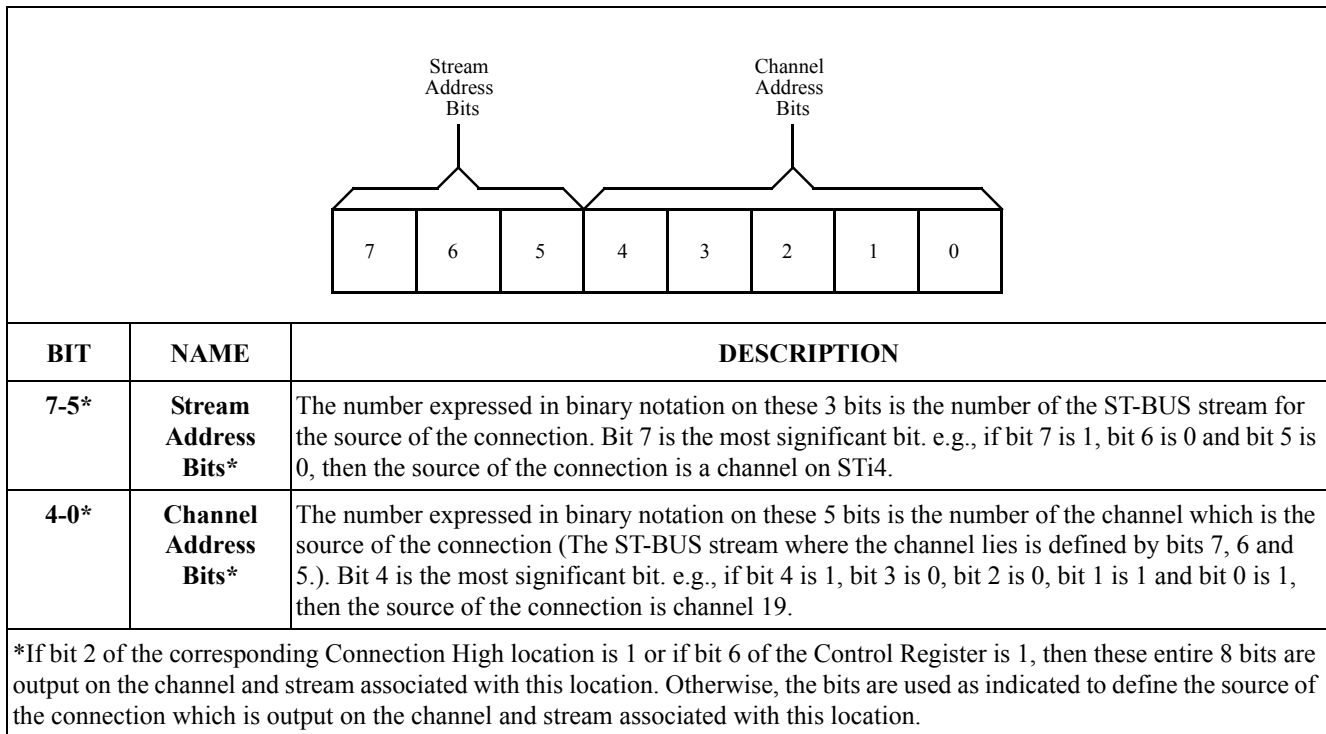 Stream
Address
Bits
Channel
Address
Bits
7 6 5 4 3 2 1 0
BIT NAME DESCRIPTION
7-5* Stream Address Bits* The number expressed in binary notation on these 3 bits is the number of the ST-BUS stream for
the source of the connection. Bit 7 is the most significant bit. e.g., if bit 7 is 1, bit 6 is 0 and bit 5 is
0, then the source of the connection is a channel on STi4.
4-0* Channel Address Bits* The number expressed in binary notation on these 5 bits is the number of the channel which is the
source of the connection (The ST-BUS stream where the channel lies is defined by bits 7, 6 and
5.). Bit 4 is the most significant bit. e.g., if bit 4 is 1, bit 3 is 0, bit 2 is 0, bit 1 is 1 and bit 0 is 1,
then the source of the connection is channel 19.
*If bit 2 of the corresponding Connection High location is 1 or if bit 6 of the Control Register is 1, then these entire 8 bits are
output on the channel and stream associated with this location. Otherwise, the bits are used as indicated to define the source of
the connection which is output on the channel and stream associated with this location.